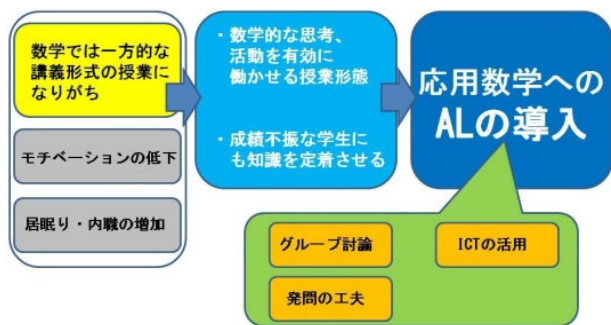 数学では一方的な
講義形式の授業に
なりがち
モチベーションの低下
居眠り・内職の増加
・数学的な思考、
活動を有効に
働かせる授業形態
・成績不振な学生に
も知識を定着させる
応用数学への
ALの導入
グループ討論
ICTの活用
発問の工夫